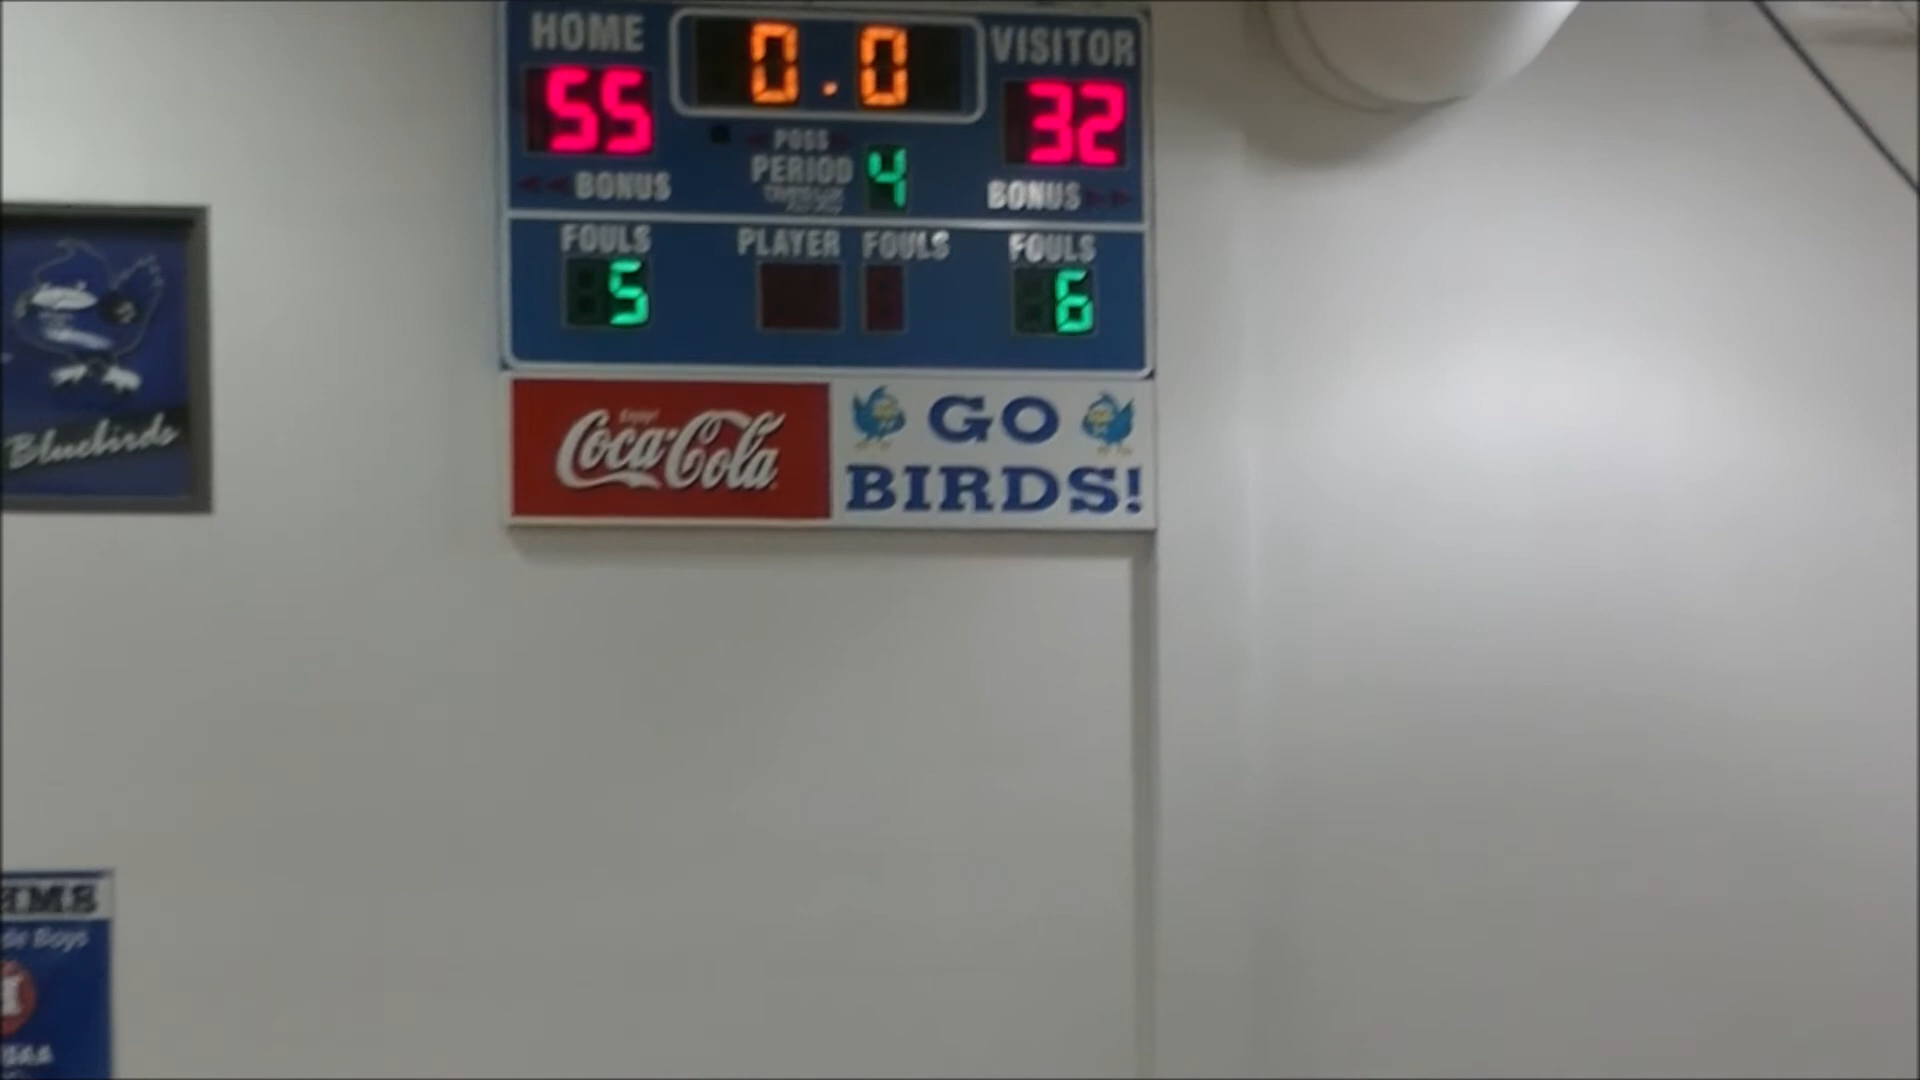 HOME
0.0
VISITOR
55
32
POSS
PERIOD 4
BONUS
BONUS
FOULS
PLAYER FOULS
FOULS
5
6
Enjoy
Coca-Cola
GO
BIRDS!
Bluebirds
Boys